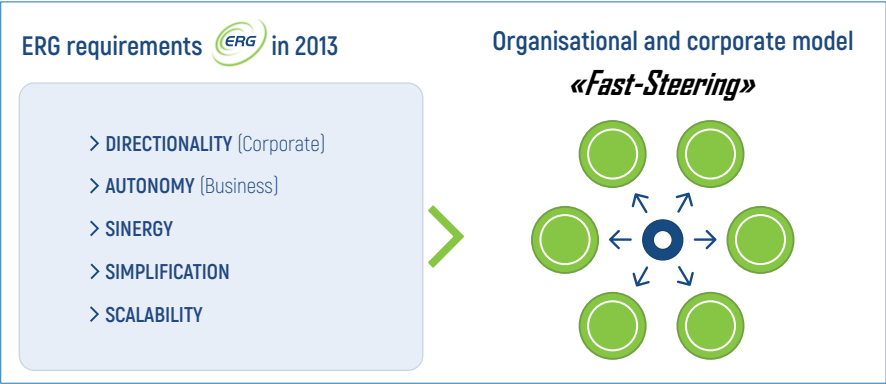 ERG requirements ERG in 2013
> DIRECTIONALITY (Corporate)
> AUTONOMY (Business)
> SINERGY
> SIMPLIFICATION
> SCALABILITY
Organisational and corporate model
«Fast-Steering»